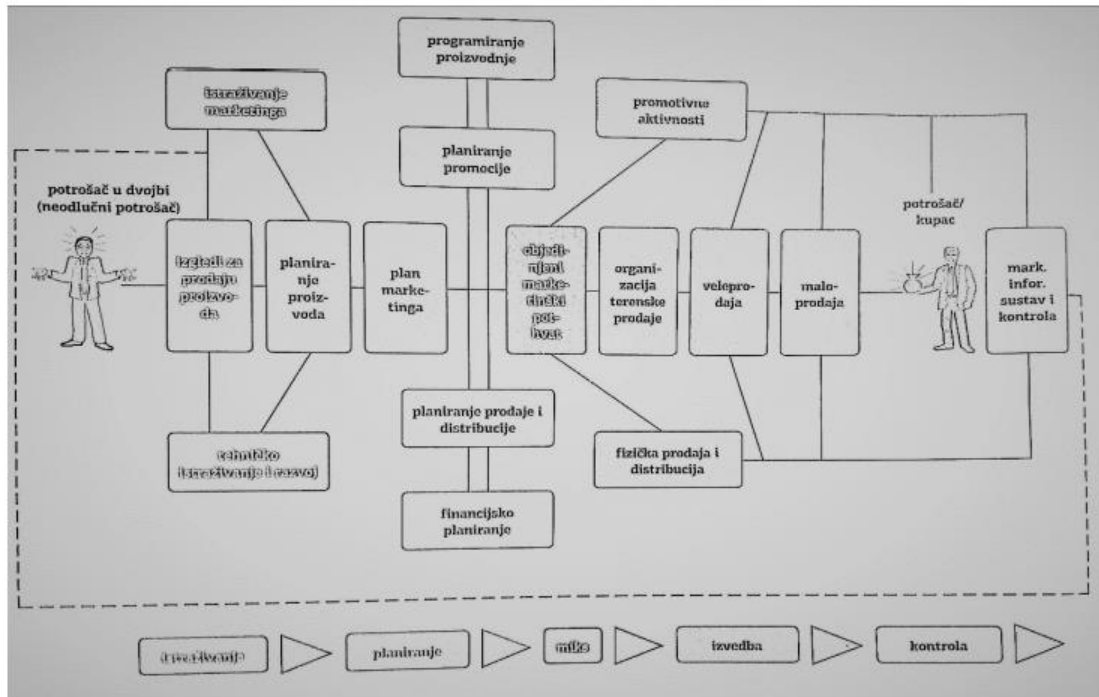 programiranje
proizvodnje
istraživanje
marketinga
promotivne
aktivnosti
planiranje
promocije
potrošač u dvojbi
(neodlučni potrošač)
potrošač/
kupac
izgledi za
prodaju
proizvo-
da
planira-
nje
proiz-
voda
plan
marke-
tinga
objedi-
njeni
marke-
tinški
pot-
hvat
organi-
zacija
terenske
prodaje
velepro-
daja
malo-
prodaja
mark.
infor.
sustav i
kontrola
planiranje prodaje i
distribucije
tehničko
istraživanje i razvoj
fizička prodaja i
distribucija
financijsko
planiranje
istraživanje
planiranje
miks
izvedba
kontrola